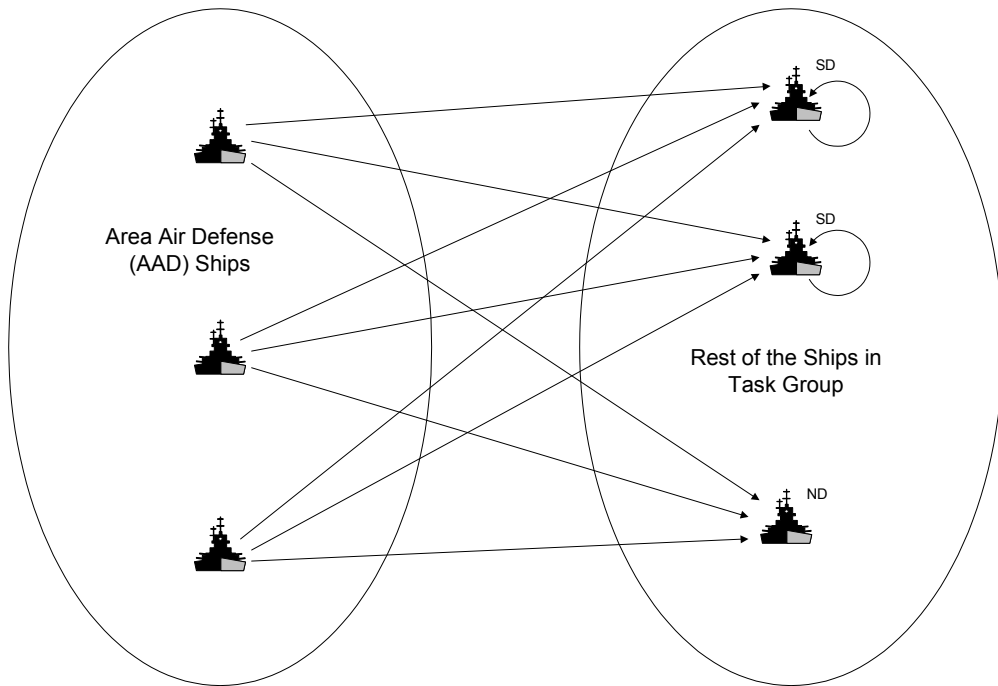 SD
SD
Area Air Defense
(AAD) Ships
Rest of the Ships in
Task Group
ND